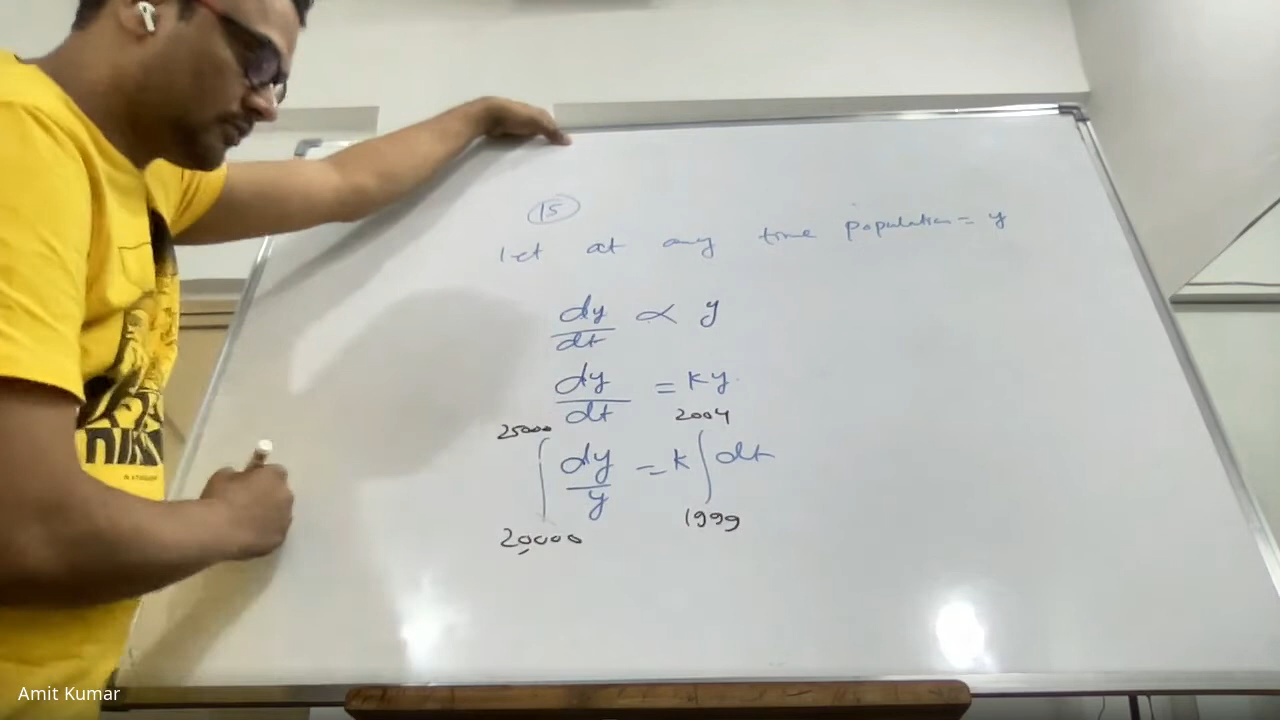 15
Let at any time population = y
dy/dt ∝ y
dy/dt = ky
25000 2004
∫ dy/y = k ∫ dt
20000 1999
Amit Kumar